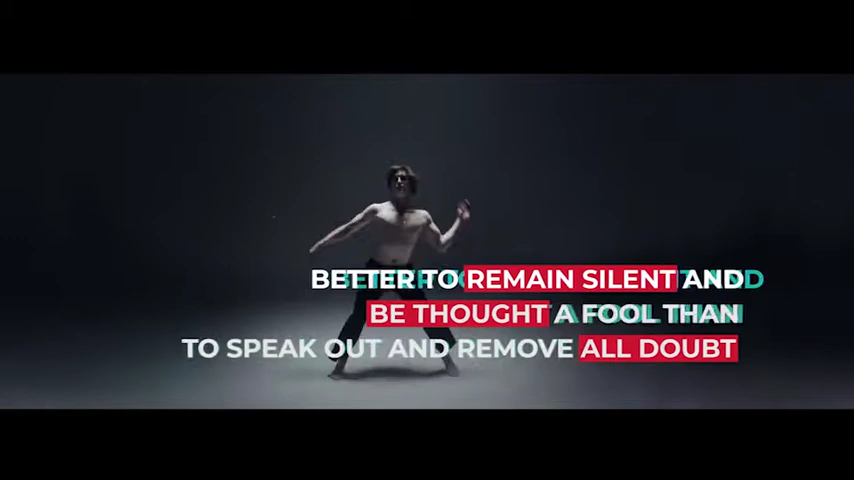 BETTER TO REMAIN SILENT AND
BE THOUGHT A FOOL THAN
TO SPEAK OUT AND REMOVE ALL DOUBT